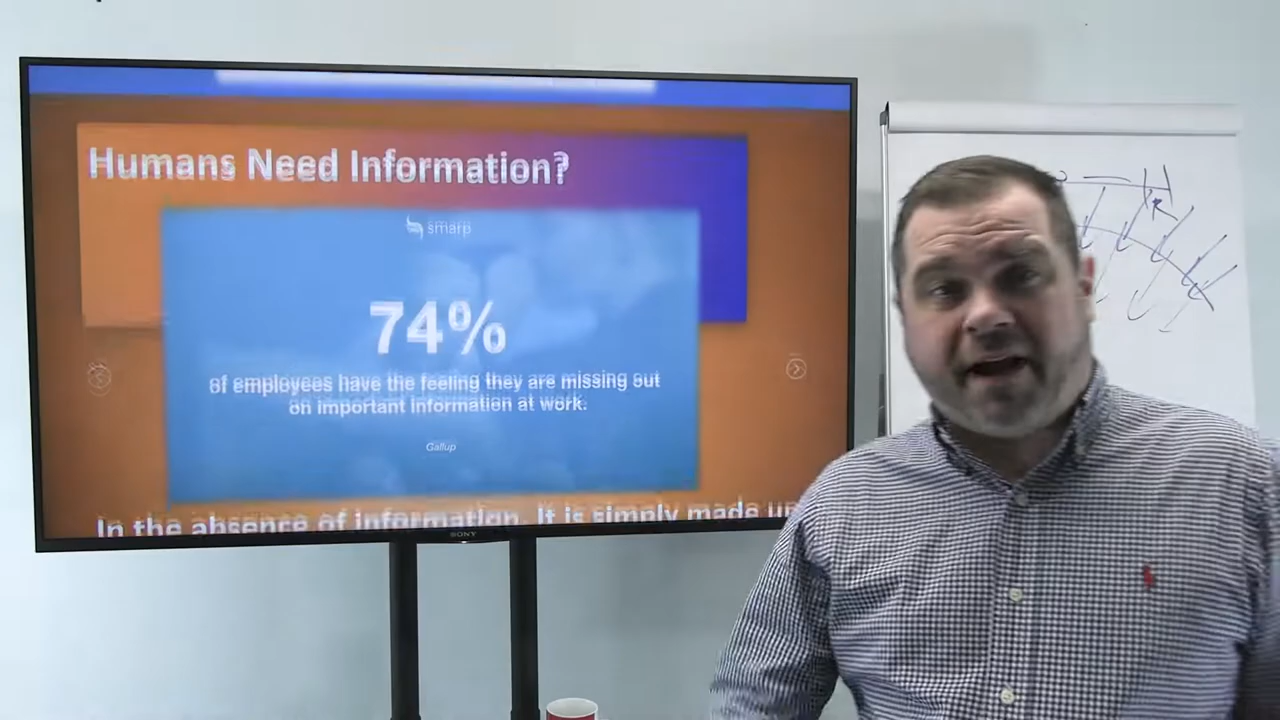 Humans Need Information?
smarp
74%
of employees have the feeling they are missing out
on important information at work.
Gallup
In the absence of information. It is simply made up
SONY
R